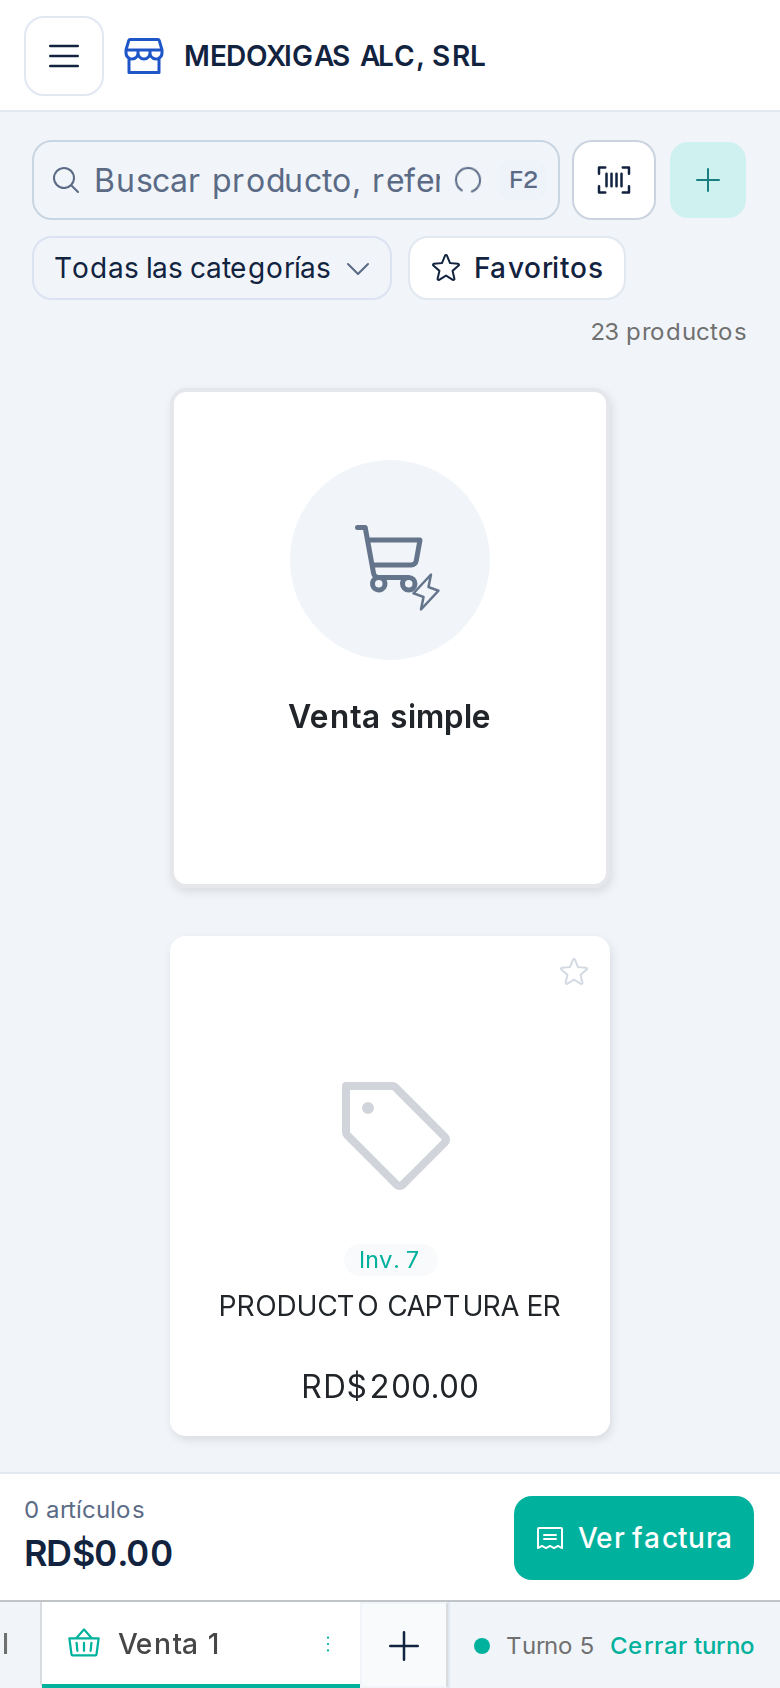 MEDOXIGAS ALC, SRL
Buscar producto, refer
F2
Todas las categorías
Favoritos
23 productos
Venta simple
Inv. 7
PRODUCTO CAPTURA ER
RD$200.00
0 artículos
RD$0.00
Ver factura
Venta 1
Turno 5 Cerrar turno